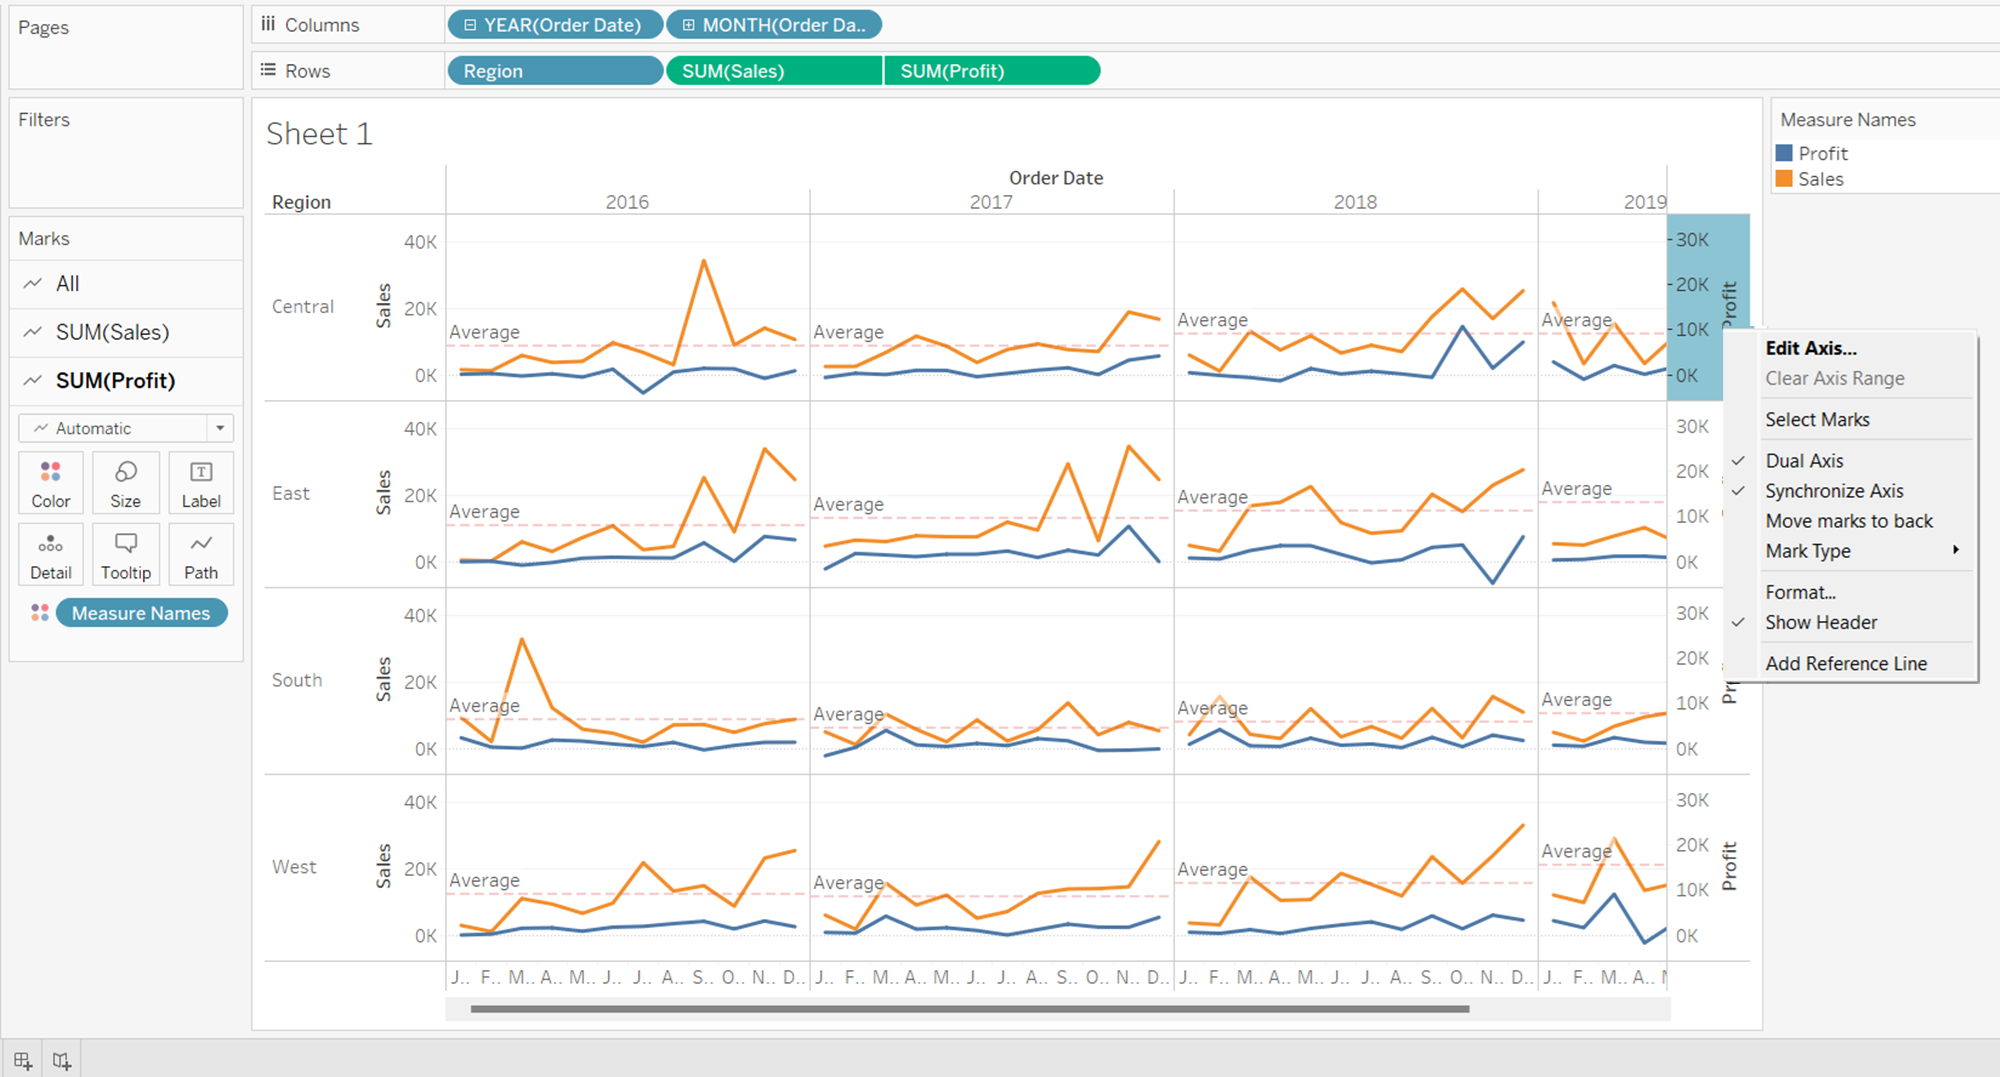 Pages
Columns
YEAR(Order Date)
MONTH(Order Da..
Rows
Region
SUM(Sales)
SUM(Profit)
Filters
Marks
All
SUM(Sales)
SUM(Profit)
Automatic
Color
Size
Label
Detail
Tooltip
Path
Measure Names
Sheet 1
Order Date
Region
2016
2017
2018
2019
Central
Sales
40K
20K
0K
Average
Average
Average
Average
30K
20K
10K
0K
Profit
East
Sales
40K
20K
0K
Average
Average
Average
Average
30K
20K
10K
0K
South
Sales
40K
20K
0K
Average
Average
Average
Average
30K
20K
10K
0K
West
Sales
40K
20K
0K
Average
Average
Average
Average
30K
20K
10K
0K
Profit
J.. F.. M.. A.. M.. J.. J.. A.. S.. O.. N.. D.. J.. F.. M.. A.. M.. J.. J.. A.. S.. O.. N.. D.. J.. F.. M.. A.. M.. J.. J.. A.. S.. O.. N.. D.. J.. F.. M.. A..
Measure Names
Profit
Sales
Edit Axis...
Clear Axis Range
Select Marks
Dual Axis
Synchronize Axis
Move marks to back
Mark Type
Format...
Show Header
Add Reference Line